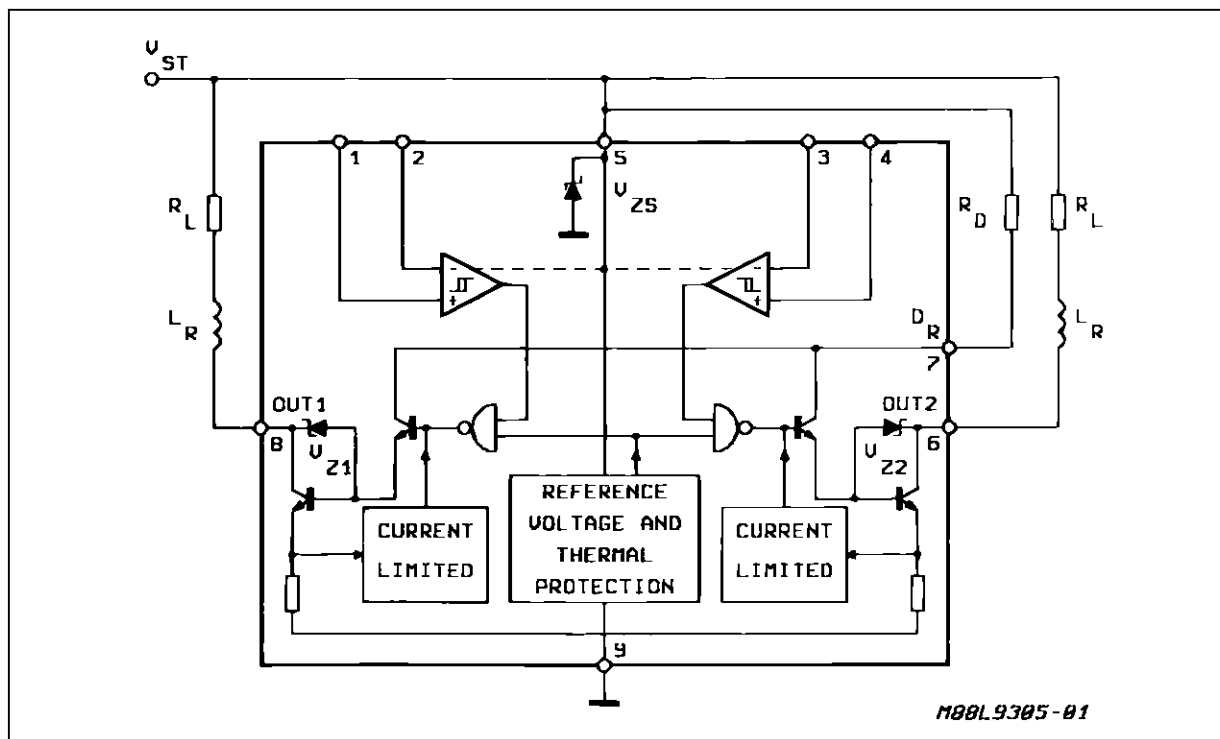 V ST
1 2 5 3 4
V ZS
R L
R D
R L
- -
+ +
L R
D R
L R
7
OUT1
OUT2
8
6
V Z1
V Z2
REFERENCE
VOLTAGE AND
THERMAL
PROTECTION
CURRENT
LIMITED
CURRENT
LIMITED
9
M88L9305-01